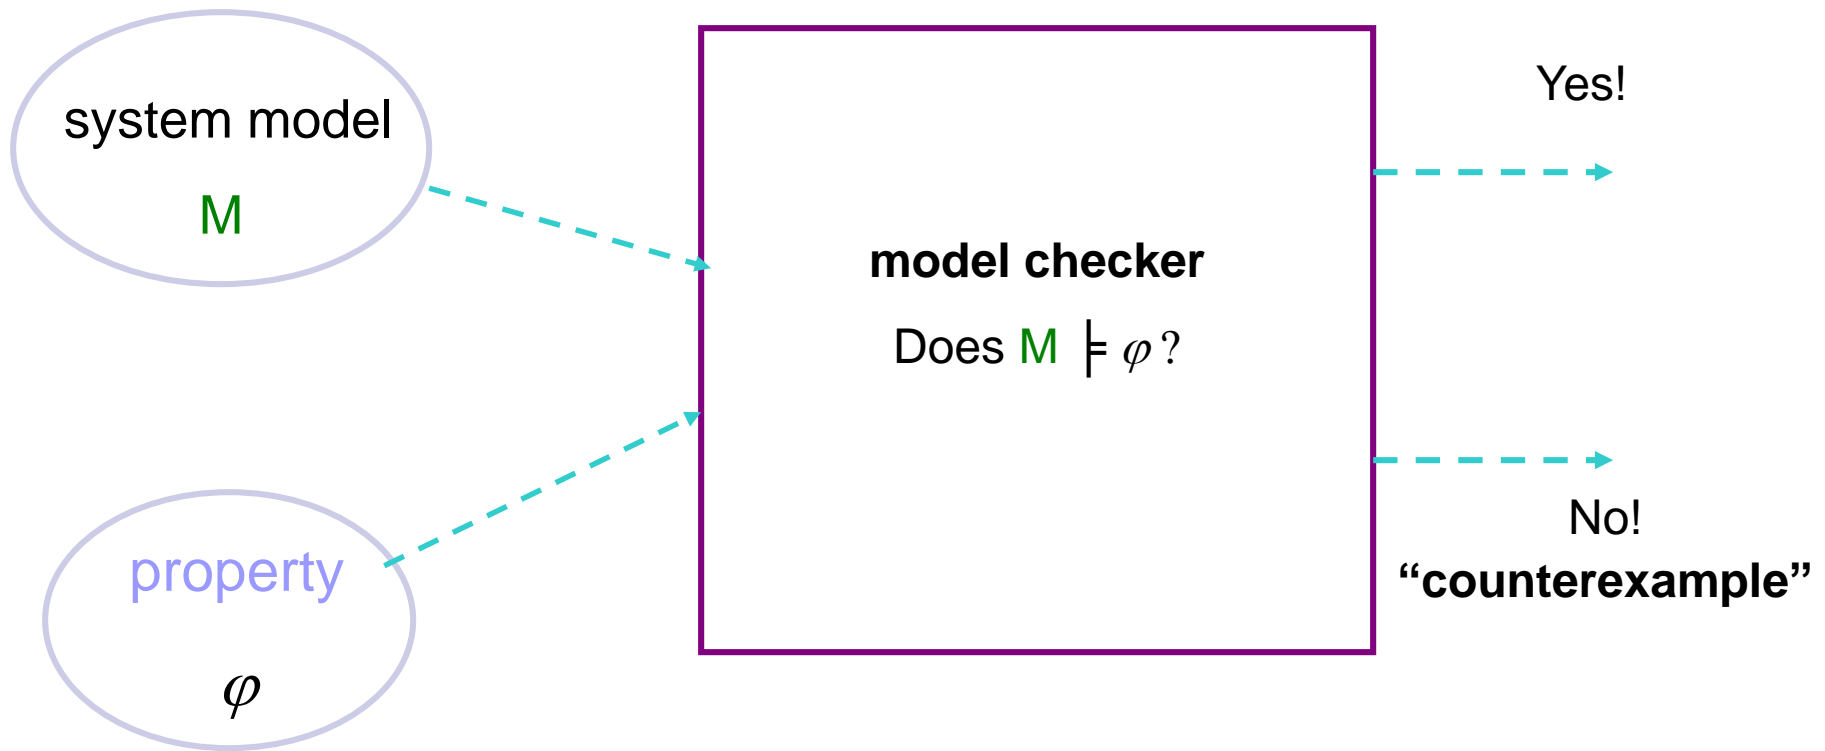 system model
M
property
φ
model checker
Does M ⊧ φ ?
Yes!
No!
“counterexample”